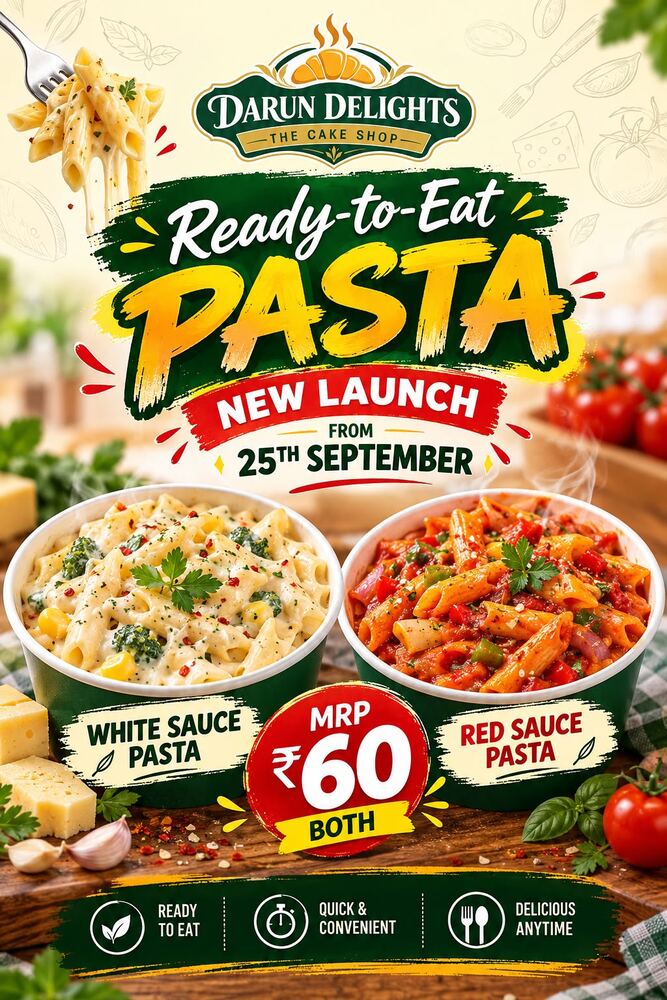 DARUN DELIGHTS
THE CAKE SHOP
Ready-to-Eat
PASTA
NEW LAUNCH
FROM
25TH SEPTEMBER
WHITE SAUCE
PASTA
MRP
₹60
BOTH
RED SAUCE
PASTA
READY
TO EAT
QUICK &
CONVENIENT
DELICIOUS
ANYTIME